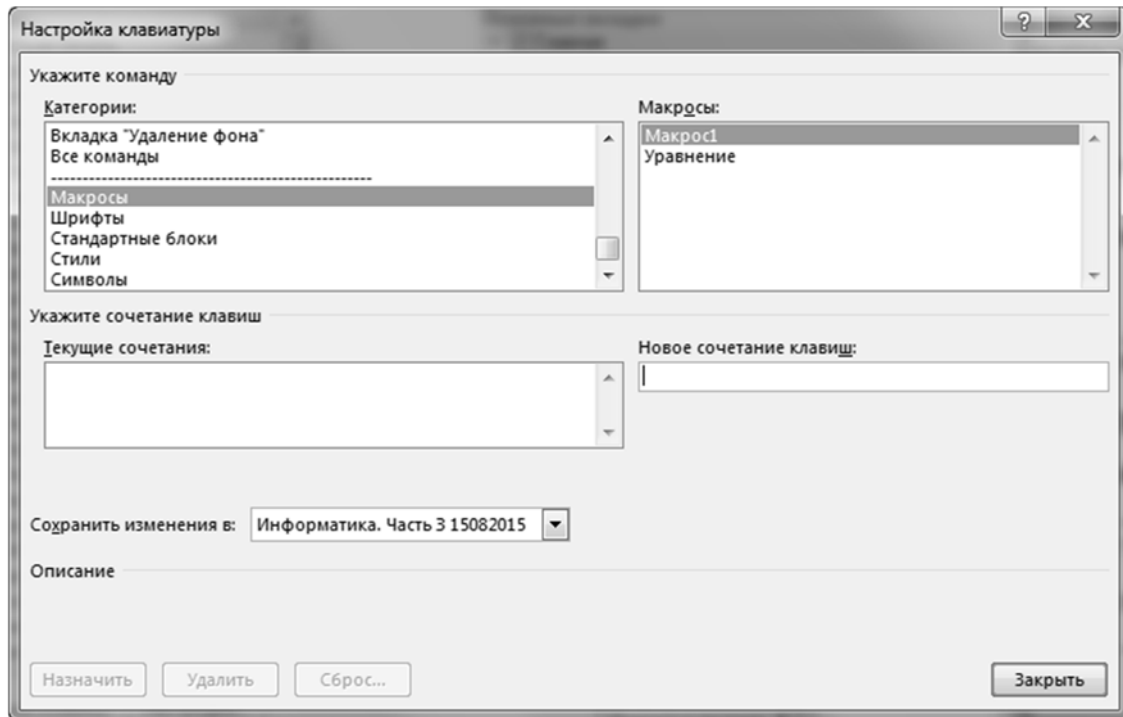 Настройка клавиатуры
Укажите команду
Категории:
Макросы:
Вкладка "Удаление фона"
Все команды
--------------------------------------------------
Макросы
Шрифты
Стандартные блоки
Стили
Символы
Макрос1
Уравнение
Укажите сочетание клавиш
Текущие сочетания:
Новое сочетание клавиш:
Сохранить изменения в:
Информатика. Часть 3 15082015
Описание
Назначить
Удалить
Сброс...
Закрыть